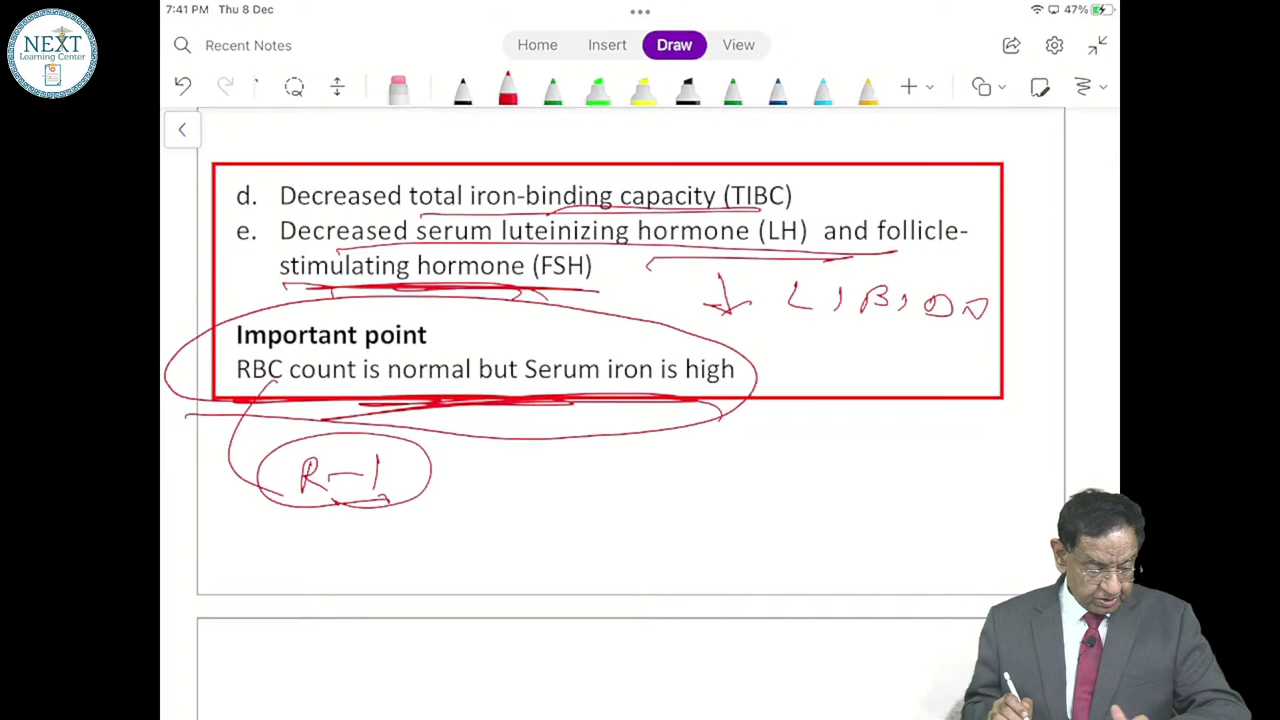 7:41 PM Thu 8 Dec
47%
NEXT
Learning Center
Recent Notes
Home Insert Draw View
d. Decreased total iron-binding capacity (TIBC)
e. Decreased serum luteinizing hormone (LH) and follicle-
stimulating hormone (FSH)
Important point
RBC count is normal but Serum iron is high
R-1